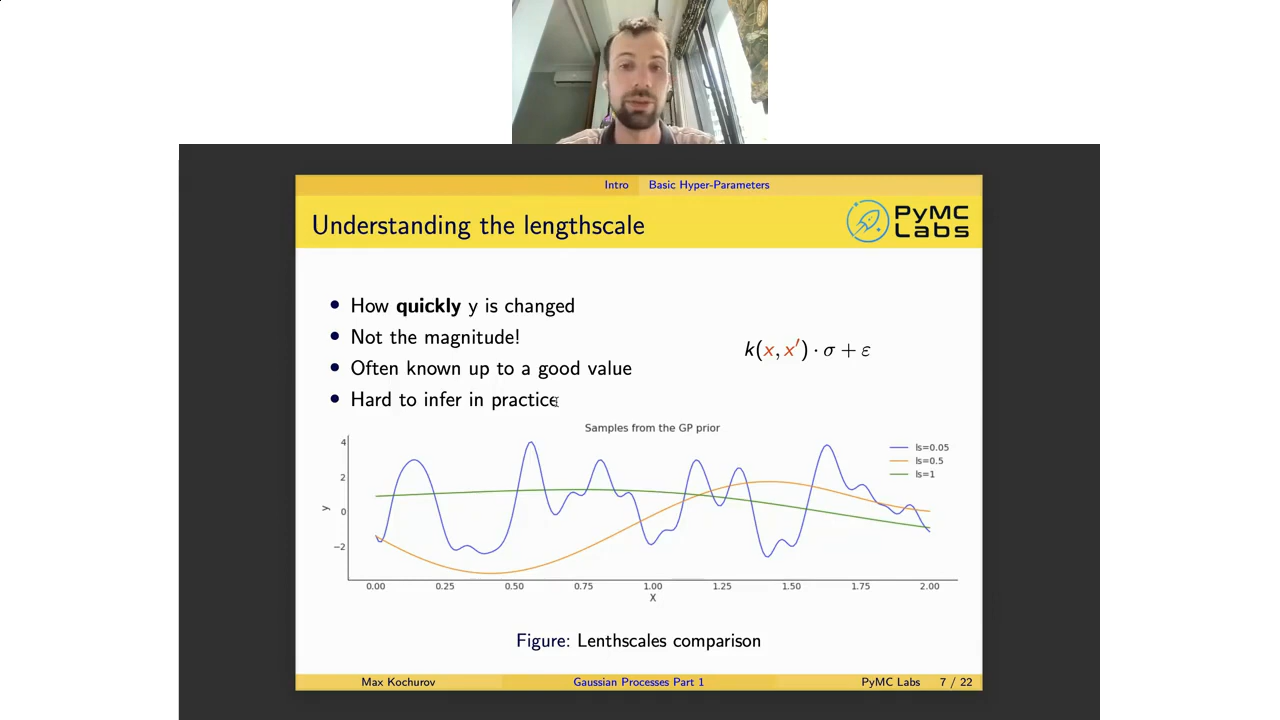 Intro Basic Hyper-Parameters
Understanding the lengthscale
PyMC
Labs
• How quickly y is changed
• Not the magnitude!
• Often known up to a good value
• Hard to infer in practice
k(x, x′) · σ + ε
Samples from the GP prior
4
2
0
−2
y
ls=0.05
ls=0.5
ls=1
0.00 0.25 0.50 0.75 1.00 1.25 1.50 1.75 2.00
X
Figure: Lenthscales comparison
Max Kochurov Gaussian Processes Part 1 PyMC Labs 7 / 22